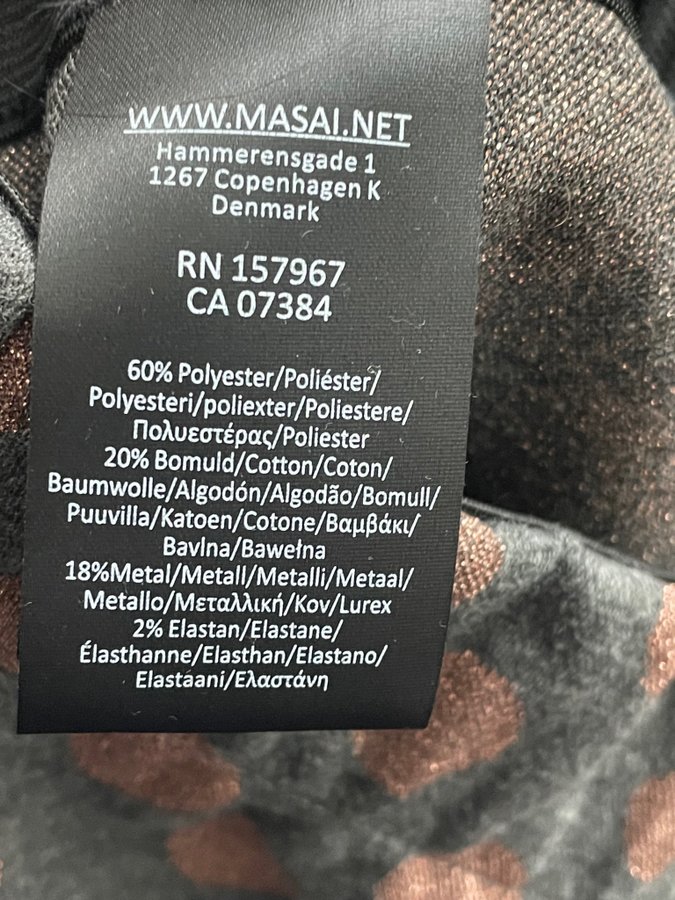 WWW.MASAI.NET
Hammerensgade 1
1267 Copenhagen K
Denmark
RN 157967
CA 07384
60% Polyester/Poliéster/
Polyesteri/poliexter/Poliestere/
Πολυεστέρας/Poliester
20% Bomuld/Cotton/Coton/
Baumwolle/Algodón/Algodão/Bomull/
Puuvilla/Katoen/Cotone/Βαμβάκι/
Bavlna/Bawełna
18%Metal/Metall/Metalli/Metaal/
Metallo/Μεταλλική/Kov/Lurex
2% Elastan/Elastane/
Élasthanne/Elasthan/Elastano/
Elastaani/Ελαστάνη